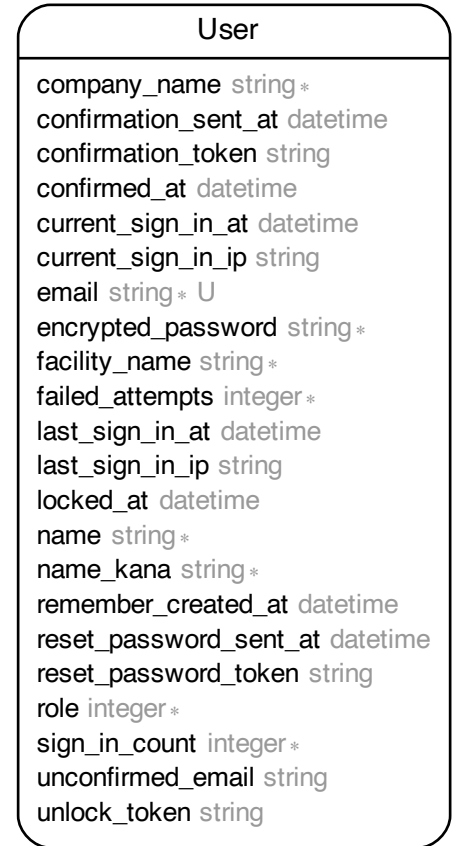 User
company_name string *
confirmation_sent_at datetime
confirmation_token string
confirmed_at datetime
current_sign_in_at datetime
current_sign_in_ip string
email string * U
encrypted_password string *
facility_name string *
failed_attempts integer *
last_sign_in_at datetime
last_sign_in_ip string
locked_at datetime
name string *
name_kana string *
remember_created_at datetime
reset_password_sent_at datetime
reset_password_token string
role integer *
sign_in_count integer *
unconfirmed_email string
unlock_token string